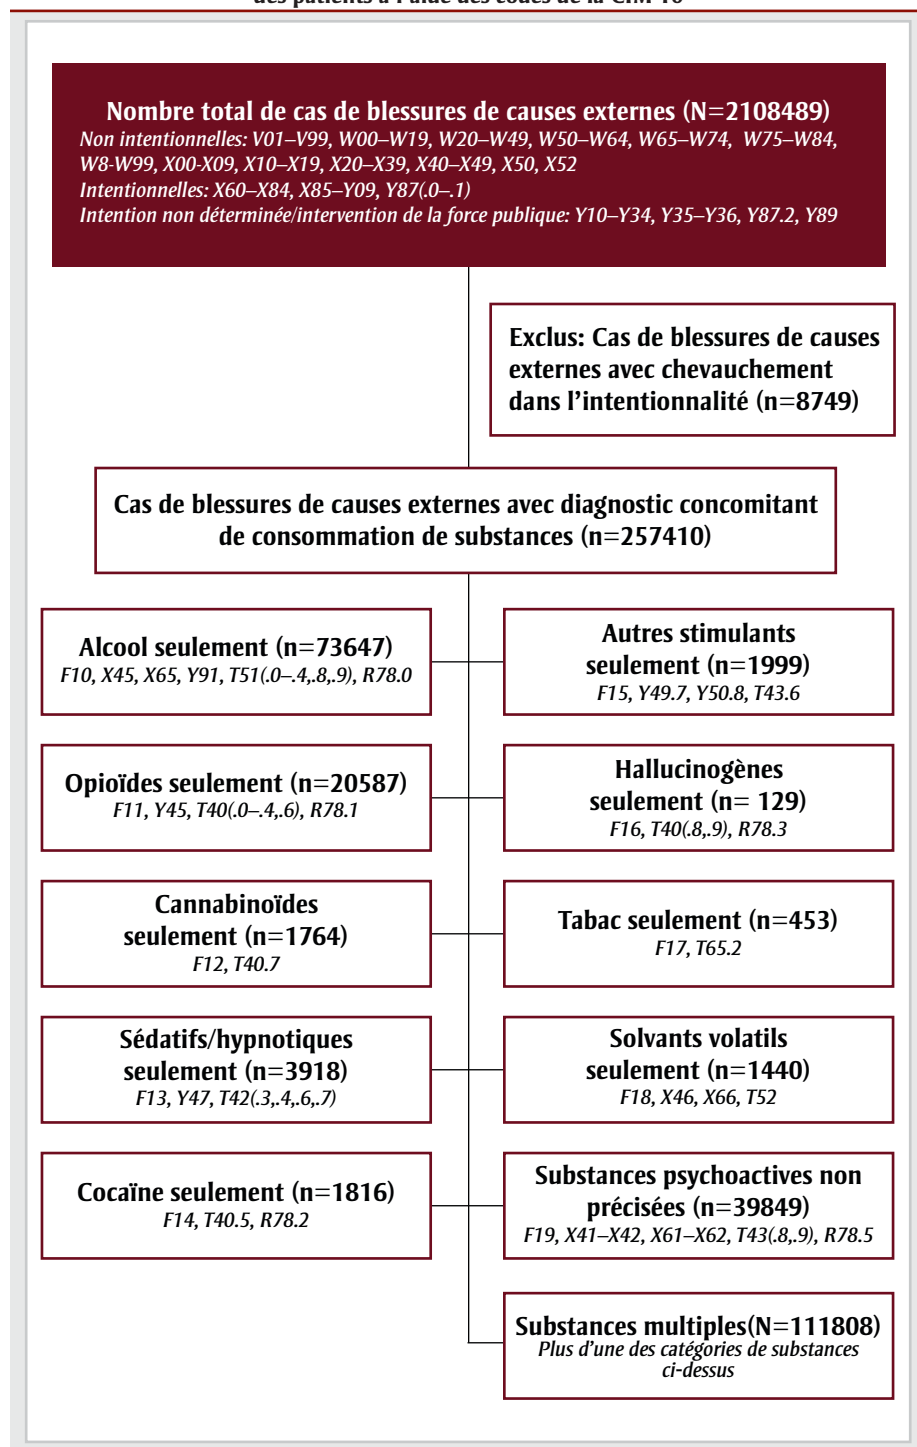 des patients à l'aide des codes de la CIM-10
Nombre total de cas de blessures de causes externes (N=2108489)
Non intentionnelles: V01–V99, W00–W19, W20–W49, W50–W64, W65–W74, W75–W84,
W8-W99, X00-X09, X10–X19, X20–X39, X40–X49, X50, X52
Intentionnelles: X60–X84, X85–Y09, Y87(.0–.1)
Intention non déterminée/intervention de la force publique: Y10–Y34, Y35–Y36, Y87.2, Y89
Exclus: Cas de blessures de causes
externes avec chevauchement
dans l'intentionnalité (n=8749)
Cas de blessures de causes externes avec diagnostic concomitant
de consommation de substances (n=257410)
Alcool seulement (n=73647)
F10, X45, X65, Y91, T51(.0–.4,.8,.9), R78.0
Autres stimulants
seulement (n=1999)
F15, Y49.7, Y50.8, T43.6
Opioïdes seulement (n=20587)
F11, Y45, T40(.0–.4,.6), R78.1
Hallucinogènes
seulement (n= 129)
F16, T40(.8,.9), R78.3
Cannabinoïdes
seulement (n=1764)
F12, T40.7
Tabac seulement (n=453)
F17, T65.2
Sédatifs/hypnotiques
seulement (n=3918)
F13, Y47, T42(.3,.4,.6,.7)
Solvants volatils
seulement (n=1440)
F18, X46, X66, T52
Cocaïne seulement (n=1816)
F14, T40.5, R78.2
Substances psychoactives non
précisées (n=39849)
F19, X41–X42, X61–X62, T43(.8,.9), R78.5
Substances multiples(N=111808)
Plus d'une des catégories de substances
ci-dessus